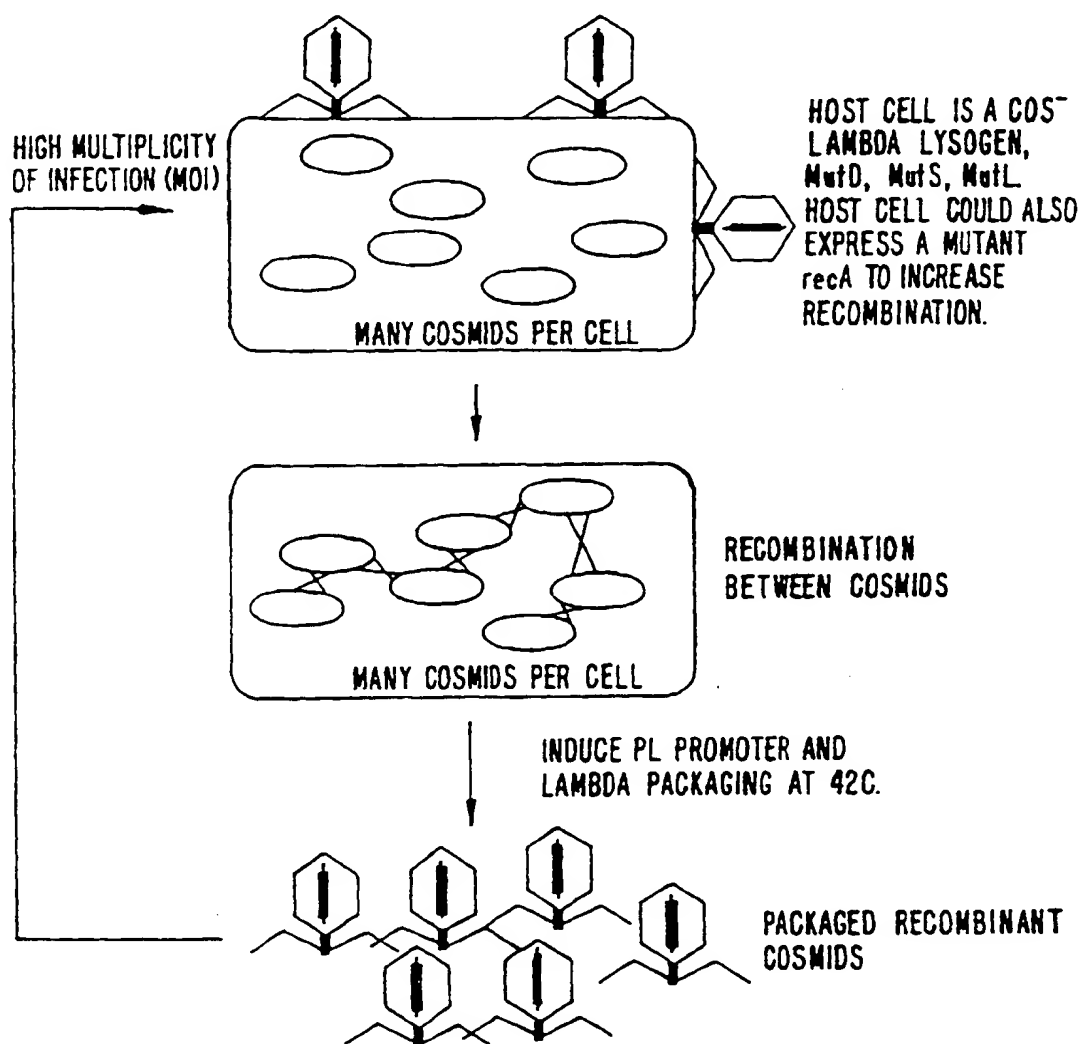 HIGH MULTIPLICITY
OF INFECTION (MOI)
HOST CELL IS A COS⁻
LAMBDA LYSOGEN,
MutD, MutS, MutL.
HOST CELL COULD ALSO
EXPRESS A MUTANT
recA TO INCREASE
RECOMBINATION.
MANY COSMIDS PER CELL
RECOMBINATION
BETWEEN COSMIDS
MANY COSMIDS PER CELL
INDUCE PL PROMOTER AND
LAMBDA PACKAGING AT 42C.
PACKAGED RECOMBINANT
COSMIDS